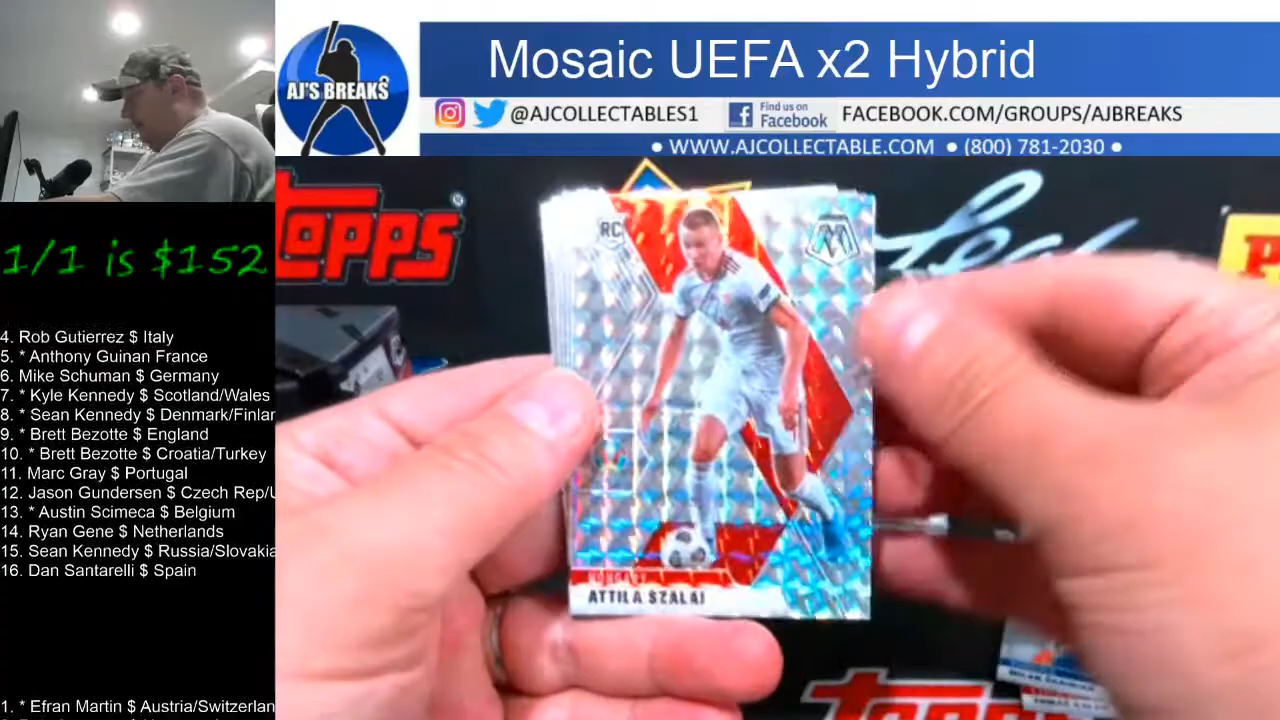 AJ'S BREAKS
Mosaic UEFA x2 Hybrid
@AJCOLLECTABLES1
Find us on
Facebook
FACEBOOK.COM/GROUPS/AJBREAKS
• WWW.AJCOLLECTABLE.COM • (800) 781-2030 •
1/1 is $152
4. Rob Gutierrez $ Italy
5. * Anthony Guinan France
6. Mike Schuman $ Germany
7. * Kyle Kennedy $ Scotland/Wales
8. * Sean Kennedy $ Denmark/Finlan
9. * Brett Bezotte $ England
10. * Brett Bezotte $ Croatia/Turkey
11. Marc Gray $ Portugal
12. Jason Gundersen $ Czech Rep/U
13. * Austin Scimeca $ Belgium
14. Ryan Gene $ Netherlands
15. Sean Kennedy $ Russia/Slovakia
16. Dan Santarelli $ Spain
1. * Efran Martin $ Austria/Switzerlan
Topps
Leaf
RC
HUNGARY
ATTILA SZALAI
Topps